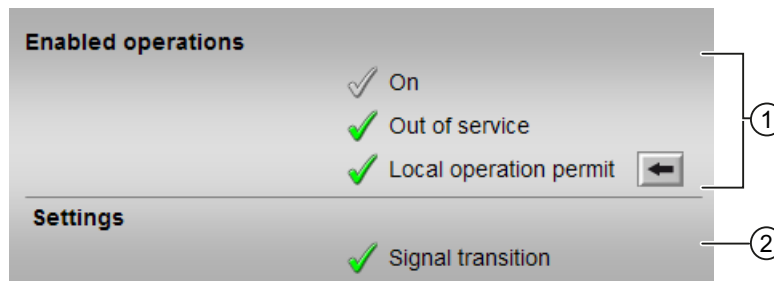 Enabled operations
On
Out of service
Local operation permit
1
Settings
Signal transition
2